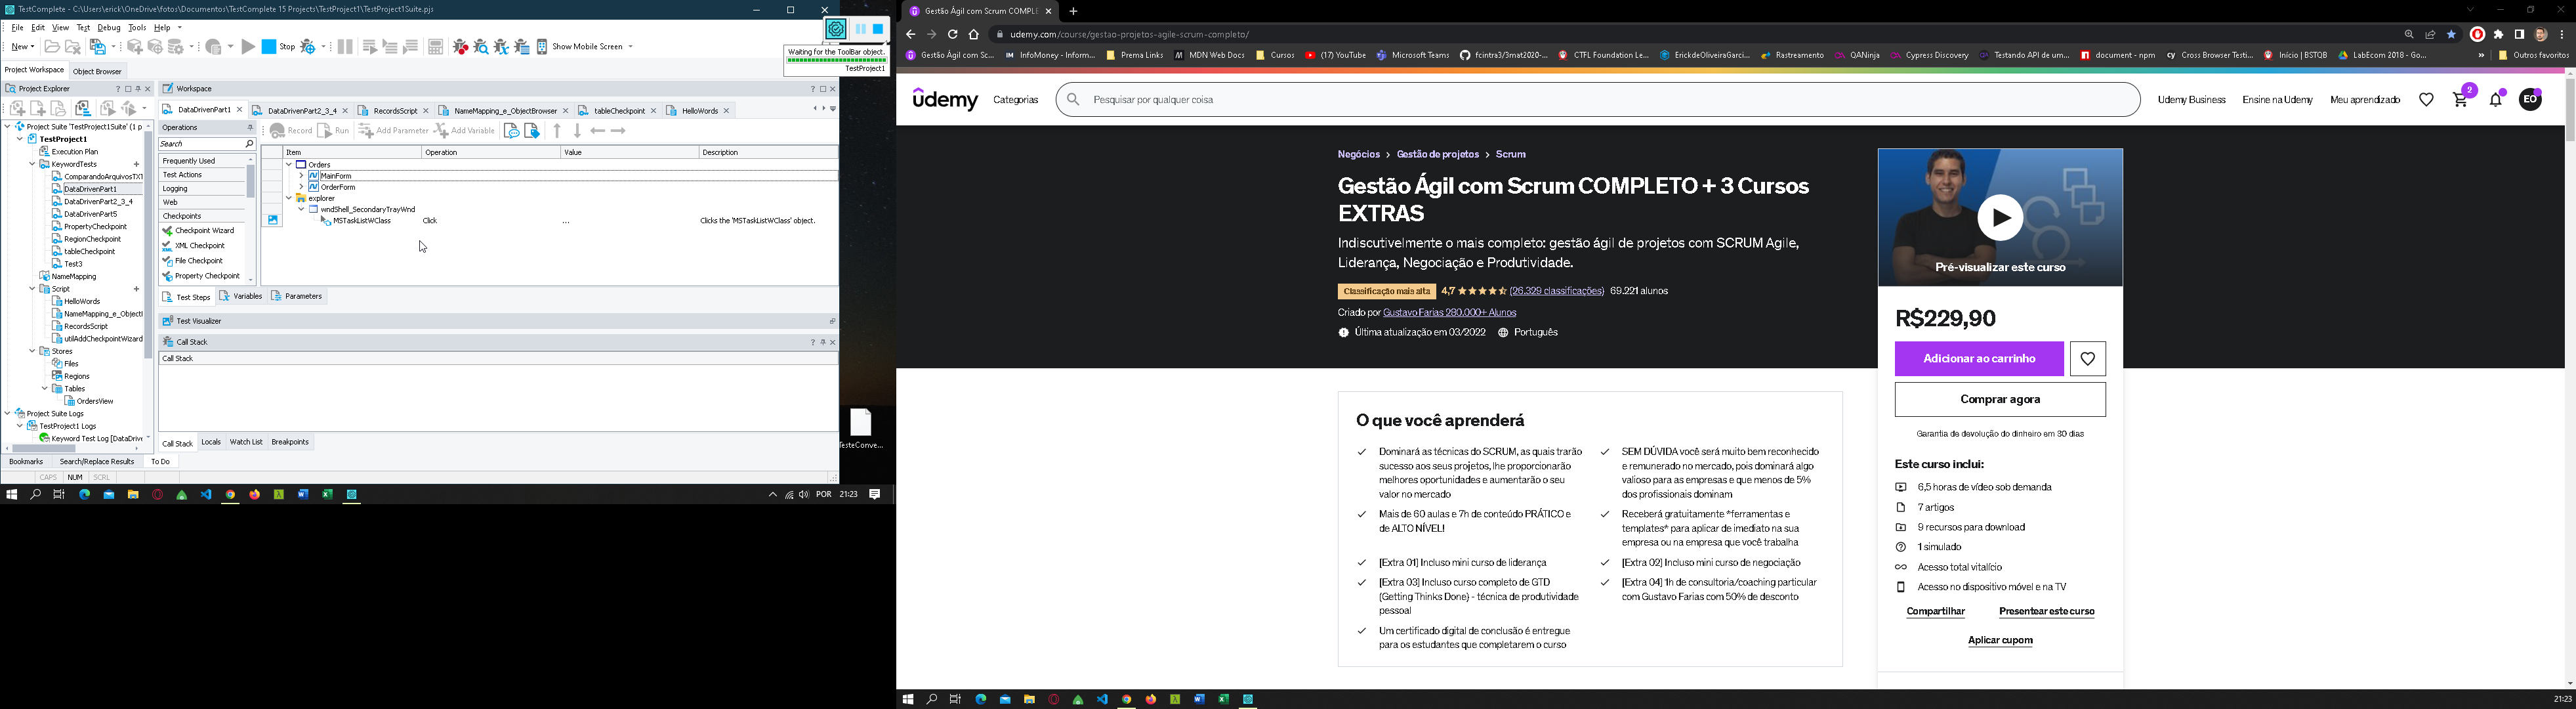 TestComplete - C:\Users\erick\OneDrive\fotos\Documentos\TestComplete 15 Projects\TestProject1\TestProject1Suite.pjs
File Edit View Test Debug Tools Help
New Stop Show Mobile Screen
Waiting for the ToolBar object.
TestProject1
Project Workspace Object Browser
Project Explorer
Project Suite 'TestProject1Suite' (1 p
TestProject1
Execution Plan
KeywordTests
ComparandoArquivosTXT
DataDrivenPart1
DataDrivenPart2_3_4
DataDrivenPart5
PropertyCheckpoint
RegionCheckpoint
tableCheckpoint
Test3
NameMapping
Script
HelloWords
NameMapping_e_Object
RecordsScript
utilAddCheckpointWizard
Stores
Files
Regions
Tables
OrdersView
Project Suite Logs
TestProject1 Logs
Keyword Test Log [DataDrive
Bookmarks Search/Replace Results To Do
CAPS NUM SCRL
Workspace
DataDrivenPart1 DataDrivenPart2_3_4 RecordsScript NameMapping_e_ObjectBrowser tableCheckpoint HelloWords
Operations
Search
Frequently Used
Test Actions
Logging
Web
Checkpoints
Checkpoint Wizard
XML Checkpoint
File Checkpoint
Property Checkpoint
Record Run Add Parameter Add Variable
Item Operation Value Description
Orders
MainForm
OrderForm
explorer
wndShell_SecondaryTrayWnd
MSTaskListWClass Click ... Clicks the 'MSTaskListWClass' object.
Test Steps Variables Parameters
Test Visualizer
Call Stack
Call Stack
Call Stack Locals Watch List Breakpoints
TesteConve...
POR 21:23
Gestão Ágil com Scrum COMPLE
udemy.com/course/gestao-projetos-agile-scrum-completo/
Gestão Ágil com Sc... InfoMoney - Inform... Prema Links MDN Web Docs Cursos (17) YouTube Microsoft Teams fcintra3/3mat2020-... CTFL Foundation Le... ErickdeOliveiraGarci... Rastreamento QANinja Cypress Discovery Testando API de um... document - npm Cross Browser Testi... Início | BSTQB LabEcom 2018 - Go... » Outros favoritos
udemy Categorias Pesquisar por qualquer coisa Udemy Business Ensine na Udemy Meu aprendizado 2 EO
Negócios > Gestão de projetos > Scrum
Gestão Ágil com Scrum COMPLETO + 3 Cursos
EXTRAS
Indiscutivelmente o mais completo: gestão ágil de projetos com SCRUM Agile,
Liderança, Negociação e Produtividade.
Classificação mais alta 4,7 (26.329 classificações) 69.221 alunos
Criado por Gustavo Farias 280.000+ Alunos
Última atualização em 03/2022 Português
O que você aprenderá
Dominará as técnicas do SCRUM, as quais trarão
sucesso aos seus projetos, lhe proporcionarão
melhores oportunidades e aumentarão o seu
valor no mercado
SEM DÚVIDA você será muito bem reconhecido
e remunerado no mercado, pois dominará algo
valioso para as empresas e que menos de 5%
dos profissionais dominam
Mais de 60 aulas e 7h de conteúdo PRÁTICO e
de ALTO NÍVEL!
Receberá gratuitamente *ferramentas e
templates* para aplicar de imediato na sua
empresa ou na empresa que você trabalha
[Extra 01] Incluso mini curso de liderança
[Extra 02] Incluso mini curso de negociação
[Extra 03] Incluso curso completo de GTD
(Getting Thinks Done) - técnica de produtividade
pessoal
[Extra 04] 1h de consultoria/coaching particular
com Gustavo Farias com 50% de desconto
Um certificado digital de conclusão é entregue
para os estudantes que completarem o curso
Pré-visualizar este curso
R$229,90
Adicionar ao carrinho
Comprar agora
Garantia de devolução do dinheiro em 30 dias
Este curso inclui:
6,5 horas de vídeo sob demanda
7 artigos
9 recursos para download
1 simulado
Acesso total vitalício
Acesso no dispositivo móvel e na TV
Compartilhar Presentear este curso
Aplicar cupom
21:23